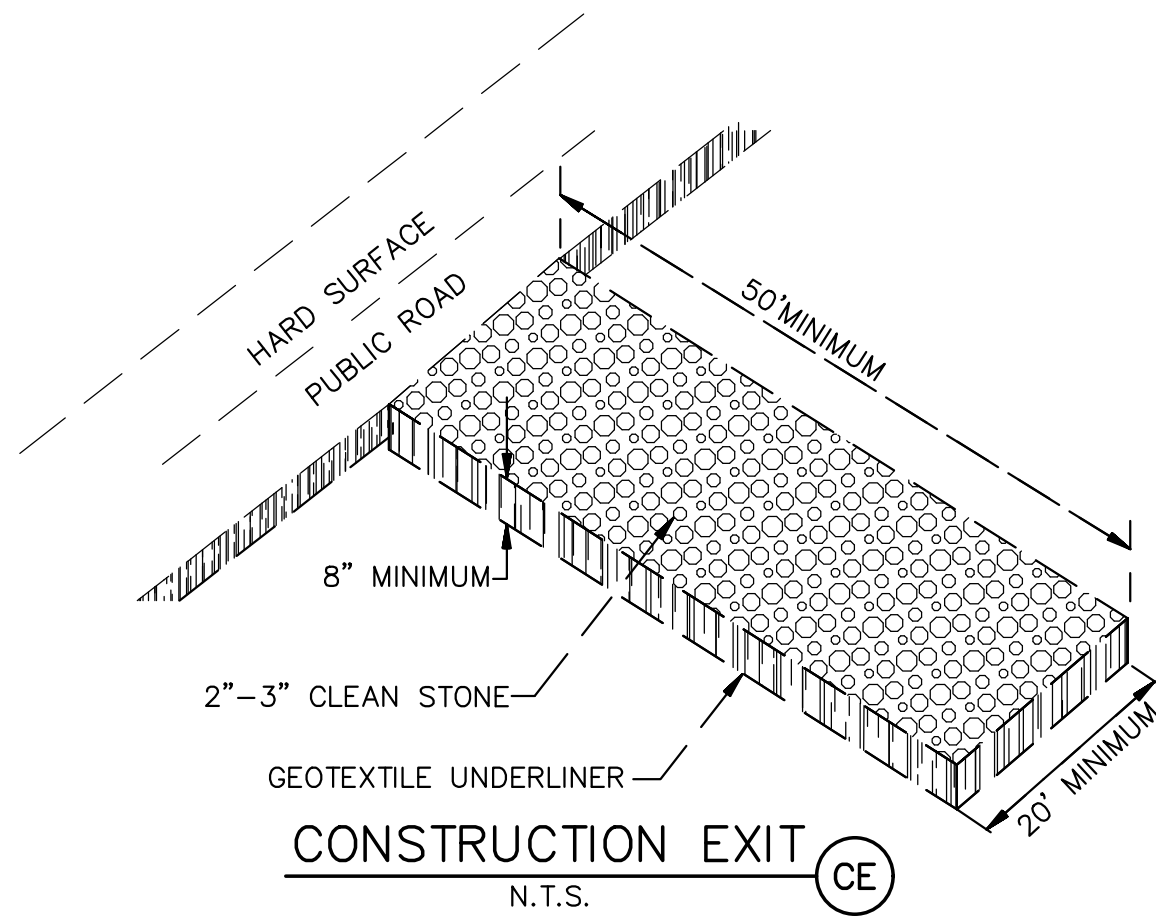 HARD SURFACE
PUBLIC ROAD
50'MINIMUM
8" MINIMUM
2"-3" CLEAN STONE
GEOTEXTILE UNDERLINER
20' MINIMUM
CONSTRUCTION EXIT
CE
N.T.S.